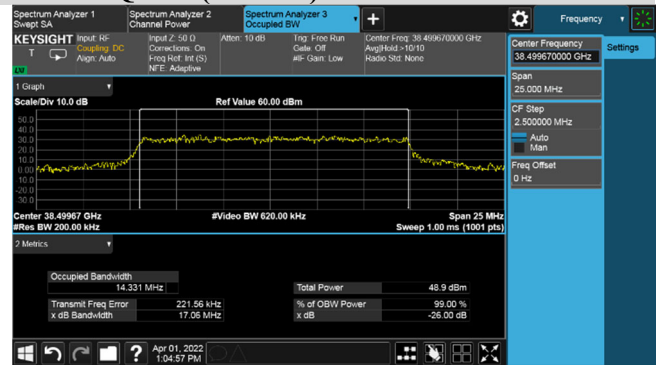 Spectrum Analyzer 1
Swept SA
Spectrum Analyzer 2
Channel Power
Spectrum Analyzer 3
Occupied BW
Frequency
KEYSIGHT
T
LXI
Input: RF
Coupling: DC
Align: Auto
Input Z: 50 Ω
Corrections: On
Freq Ref: Int (S)
NFE: Adaptive
Atten: 10 dB
Trig: Free Run
Gate: Off
#IF Gain: Low
Center Freq: 38.499670000 GHz
Avg|Hold:>10/10
Radio Std: None
Center Frequency
38.499670000 GHz
Settings
Span
25.000 MHz
CF Step
2.500000 MHz
Auto
Man
Freq Offset
0 Hz
1 Graph
Scale/Div 10.0 dB
Ref Value 60.00 dBm
50.0
40.0
30.0
20.0
10.0
0.00
-10.0
-20.0
-30.0
Center 38.49967 GHz
#Video BW 620.00 kHz
Span 25 MHz
#Res BW 200.00 kHz
Sweep 1.00 ms (1001 pts)
2 Metrics
Occupied Bandwidth
14.331 MHz
Total Power
48.9 dBm
Transmit Freq Error
221.56 kHz
% of OBW Power
99.00 %
x dB Bandwidth
17.06 MHz
x dB
-26.00 dB
?
Apr 01, 2022
1:04:57 PM